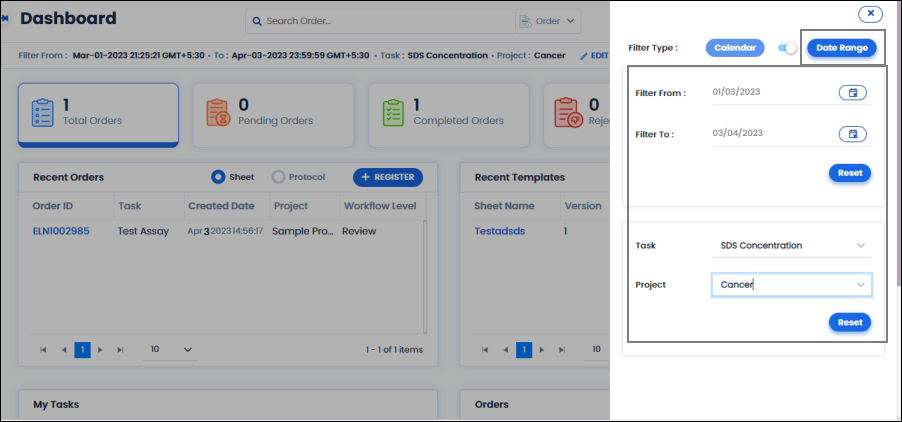 Dashboard
Search Order...
Order
Filter From : Mar-01-2023 21:25:21 GMT+5:30 • To : Apr-03-2023 23:59:59 GMT+5:30 • Task : SDS Concentration • Project : Cancer
EDIT
1
Total Orders
0
Pending Orders
1
Completed Orders
0
Reje
Recent Orders
Sheet
Protocol
+ REGISTER
Order ID Task Created Date Project Workflow Level
ELN1002985 Test Assay Apr 3 2023 14:56:17 Sample Pro... Review
1
10
1 - 1 of 1 items
Recent Templates
Sheet Name Version
Testadsds 1
1
10
My Tasks
Orders
Filter Type :
Calendar
Date Range
Filter From : 01/03/2023
Filter To : 03/04/2023
Reset
Task SDS Concentration
Project Cancer
Reset